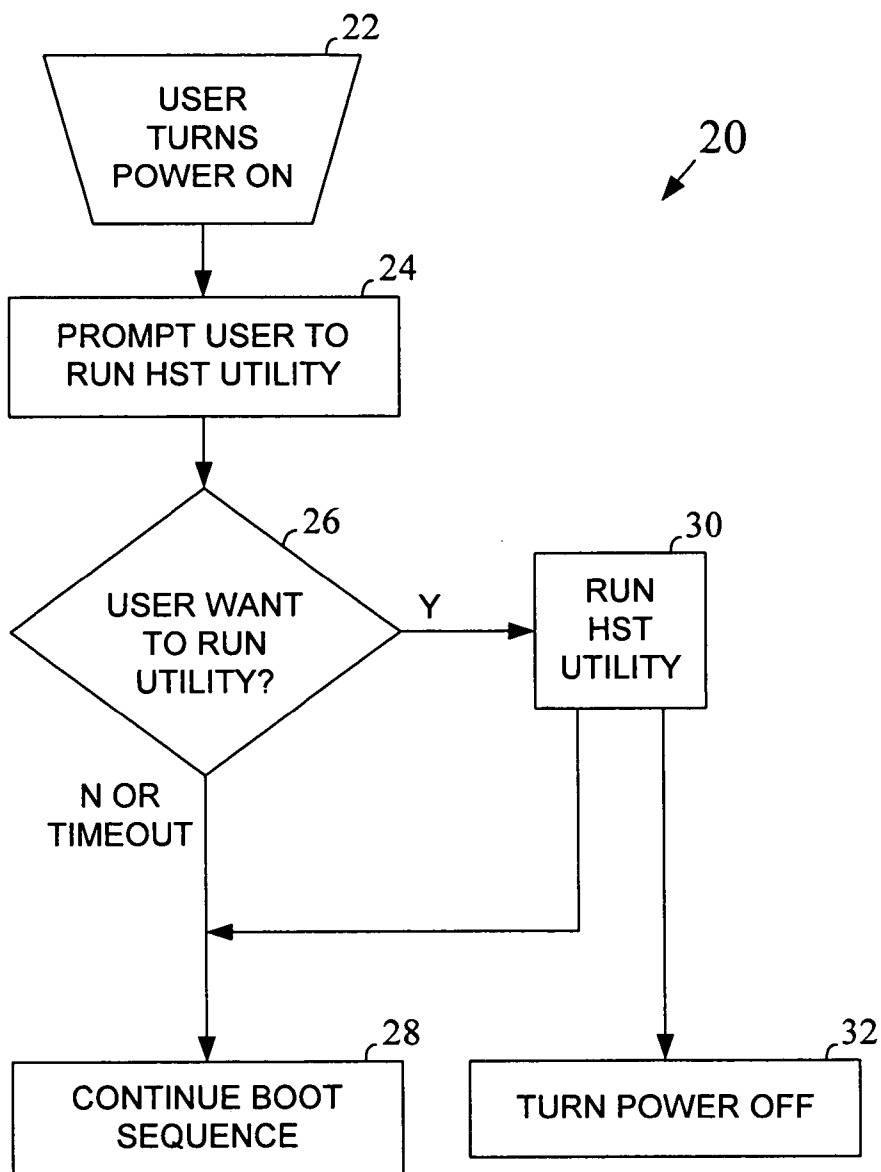 22
USER
TURNS
POWER ON
20
24
PROMPT USER TO
RUN HST UTILITY
26
USER WANT
TO RUN
UTILITY?
Y
30
RUN
HST
UTILITY
N OR
TIMEOUT
28
CONTINUE BOOT
SEQUENCE
32
TURN POWER OFF